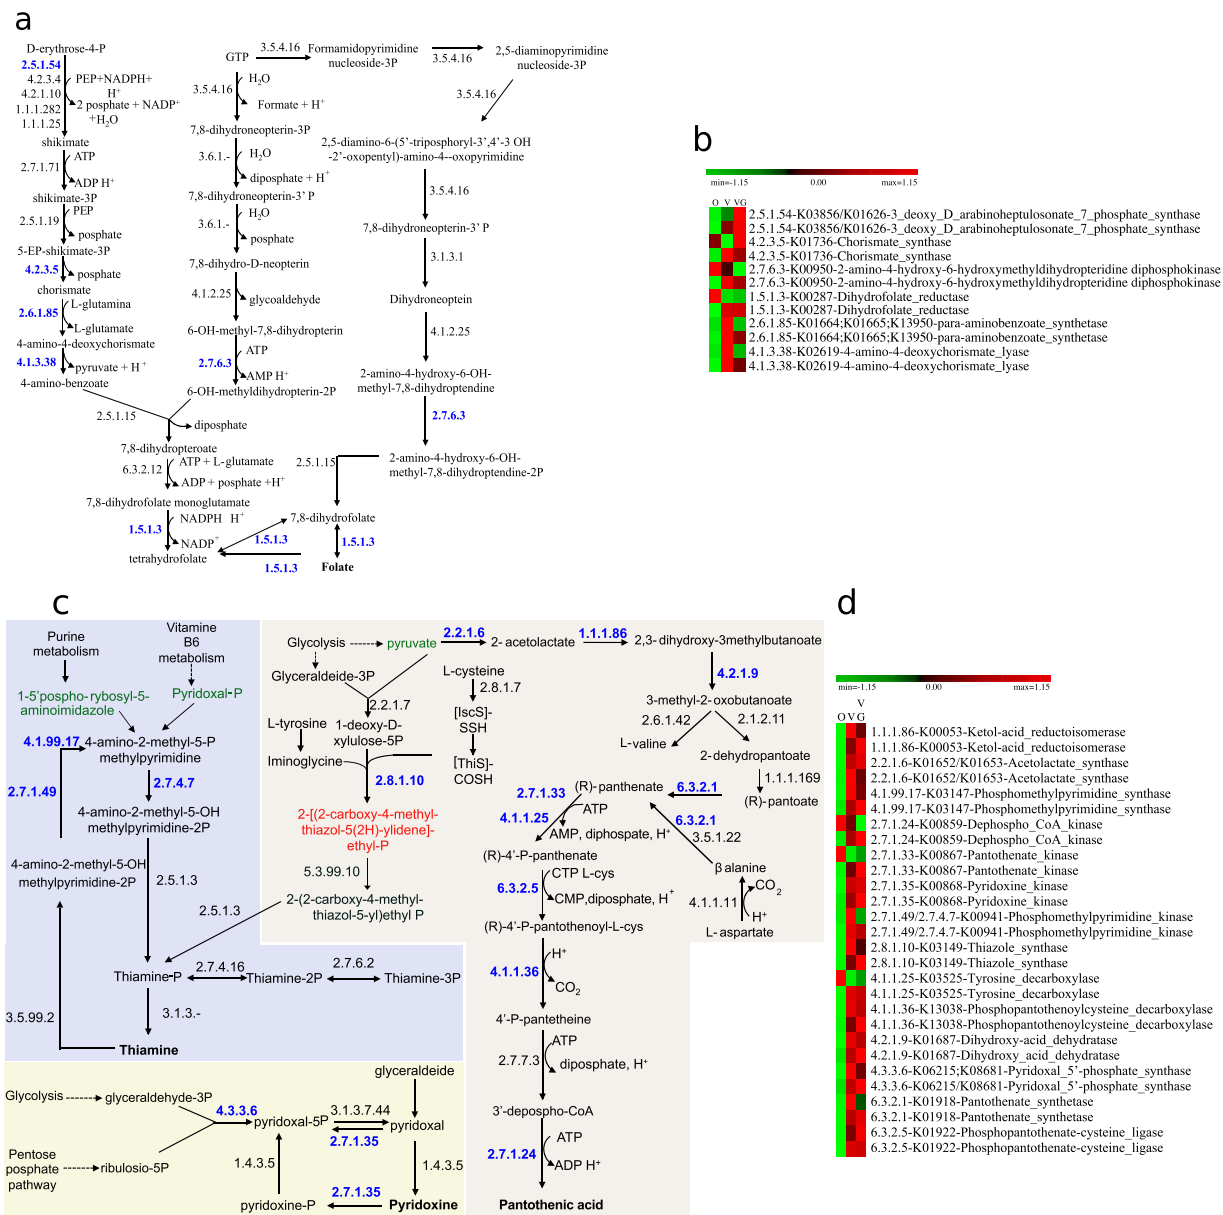 a
D-erythrose-4-P
2.5.1.54
4.2.3.4
4.2.1.10
1.1.1.282
1.1.1.25
PEP+NADPH+
H+
2 posphate + NADP+
+H2O
shikimate
2.7.1.71
ATP
ADP H+
shikimate-3P
2.5.1.19
PEP
posphate
5-EP-shikimate-3P
4.2.3.5
posphate
chorismate
2.6.1.85
L-glutamina
L-glutamate
4-amino-4-deoxychorismate
4.1.3.38
pyruvate + H+
4-amino-benzoate
GTP
3.5.4.16
Formamidopyrimidine
nucleoside-3P
3.5.4.16
2,5-diaminopyrimidine
nucleoside-3P
3.5.4.16
H2O
Formate + H+
3.5.4.16
7,8-dihydroneopterin-3P
3.6.1.-
H2O
diposphate + H+
7,8-dihydroneopterin-3' P
3.6.1.-
H2O
posphate
7,8-dihydro-D-neopterin
4.1.2.25
glycoaldehyde
6-OH-methyl-7,8-dihydropterin
2.7.6.3
ATP
AMP H+
6-OH-methyldihydropterin-2P
2,5-diamino-6-(5'-triposphoryl-3',4'-3 OH
-2'-oxopentyl)-amino-4--oxopyrimidine
3.5.4.16
7,8-dihydroneopterin-3' P
3.1.3.1
Dihydroneoptein
4.1.2.25
2-amino-4-hydroxy-6-OH-
methyl-7,8-dihydroptendine
2.7.6.3
2-amino-4-hydroxy-6-OH-
methyl-7,8-dihydroptendine-2P
2.5.1.15
diposphate
7,8-dihydropteroate
6.3.2.12
ATP + L-glutamate
ADP + posphate +H+
7,8-dihydrofolate monoglutamate
1.5.1.3
NADPH H+
NADP+
tetrahydrofolate
2.5.1.15
7,8-dihydrofolate
1.5.1.3
1.5.1.3
1.5.1.3
Folate
b
min=-1.15 0.00 max=1.15
O V VG
2.5.1.54-K03856/K01626-3_deoxy_D_arabinoheptulosonate_7_phosphate_synthase
2.5.1.54-K03856/K01626-3_deoxy_D_arabinoheptulosonate_7_phosphate_synthase
4.2.3.5-K01736-Chorismate_synthase
4.2.3.5-K01736-Chorismate_synthase
2.7.6.3-K00950-2-amino-4-hydroxy-6-hydroxymethyldihydropteridine diphosphokinase
2.7.6.3-K00950-2-amino-4-hydroxy-6-hydroxymethyldihydropteridine diphosphokinase
1.5.1.3-K00287-Dihydrofolate_reductase
1.5.1.3-K00287-Dihydrofolate_reductase
2.6.1.85-K01664;K01665;K13950-para-aminobenzoate_synthetase
2.6.1.85-K01664;K01665;K13950-para-aminobenzoate_synthetase
4.1.3.38-K02619-4-amino-4-deoxychorismate_lyase
4.1.3.38-K02619-4-amino-4-deoxychorismate_lyase
c
Purine
metabolism
Vitamine
B6
metabolism
1-5'pospho-rybosyl-5-
aminoimidazole
Pyridoxal-P
4.1.99.17
4-amino-2-methyl-5-P
methylpyrimidine
2.7.1.49
2.7.4.7
4-amino-2-methyl-5-OH
methylpyrimidine-2P
4-amino-2-methyl-5-OH
methylpyrimidine-2P
2.5.1.3
2.5.1.3
Thiamine-P
2.7.4.16
Thiamine-2P
2.7.6.2
Thiamine-3P
3.5.99.2
3.1.3.-
Thiamine
Glycolysis
pyruvate
2.2.1.6
2- acetolactate
1.1.1.86
2,3- dihydroxy-3methylbutanoate
Glyceraldeide-3P
2.2.1.7
L-cysteine
2.8.1.7
[IscS]-
SSH
[ThiS]-
COSH
L-tyrosine
Iminoglycine
1-deoxy-D-
xylulose-5P
2.8.1.10
2-[(2-carboxy-4-methyl-
thiazol-5(2H)-ylidene]-
ethyl-P
5.3.99.10
2-(2-carboxy-4-methyl-
thiazol-5-yl)ethyl P
4.2.1.9
3-methyl-2-oxobutanoate
2.6.1.42
2.1.2.11
L-valine
2-dehydropantoate
1.1.1.169
(R)-pantoate
6.3.2.1
(R)-panthenate
2.7.1.33
4.1.1.25
ATP
AMP, diphospate, H+
6.3.2.1
3.5.1.22
β alanine
4.1.1.11
CO2
H+
L- aspartate
(R)-4'-P-panthenate
6.3.2.5
CTP L-cys
CMP,diposphate, H+
(R)-4'-P-pantothenoyl-L-cys
4.1.1.36
H+
CO2
4'-P-pantetheine
2.7.7.3
ATP
diposphate, H+
3'-depospho-CoA
2.7.1.24
ATP
ADP H+
Pantothenic acid
Glycolysis
glyceraldehyde-3P
4.3.3.6
Pentose
posphate
pathway
ribulosio-5P
pyridoxal-5P
3.1.3.7.44
2.7.1.35
glyceraldeide
pyridoxal
1.4.3.5
1.4.3.5
pyridoxine-P
2.7.1.35
Pyridoxine
d
min=-1.15 0.00 max=1.15
V
O V G
1.1.1.86-K00053-Ketol-acid_reductoisomerase
1.1.1.86-K00053-Ketol-acid_reductoisomerase
2.2.1.6-K01652/K01653-Acetolactate_synthase
2.2.1.6-K01652/K01653-Acetolactate_synthase
4.1.99.17-K03147-Phosphomethylpyrimidine_synthase
4.1.99.17-K03147-Phosphomethylpyrimidine_synthase
2.7.1.24-K00859-Dephospho_CoA_kinase
2.7.1.24-K00859-Dephospho_CoA_kinase
2.7.1.33-K00867-Pantothenate_kinase
2.7.1.33-K00867-Pantothenate_kinase
2.7.1.35-K00868-Pyridoxine_kinase
2.7.1.35-K00868-Pyridoxine_kinase
2.7.1.49/2.7.4.7-K00941-Phosphomethylpyrimidine_kinase
2.7.1.49/2.7.4.7-K00941-Phosphomethylpyrimidine_kinase
2.8.1.10-K03149-Thiazole_synthase
2.8.1.10-K03149-Thiazole_synthase
4.1.1.25-K03525-Tyrosine_decarboxylase
4.1.1.25-K03525-Tyrosine_decarboxylase
4.1.1.36-K13038-Phosphopantothenoylcysteine_decarboxylase
4.1.1.36-K13038-Phosphopantothenoylcysteine_decarboxylase
4.2.1.9-K01687-Dihydroxy-acid_dehydratase
4.2.1.9-K01687-Dihydroxy_acid_dehydratase
4.3.3.6-K06215;K08681-Pyridoxal_5'-phosphate_synthase
4.3.3.6-K06215/K08681-Pyridoxal_5'-phosphate_synthase
6.3.2.1-K01918-Pantothenate_synthetase
6.3.2.1-K01918-Pantothenate_synthetase
6.3.2.5-K01922-Phosphopantothenate-cysteine_ligase
6.3.2.5-K01922-Phosphopantothenate-cysteine_ligase